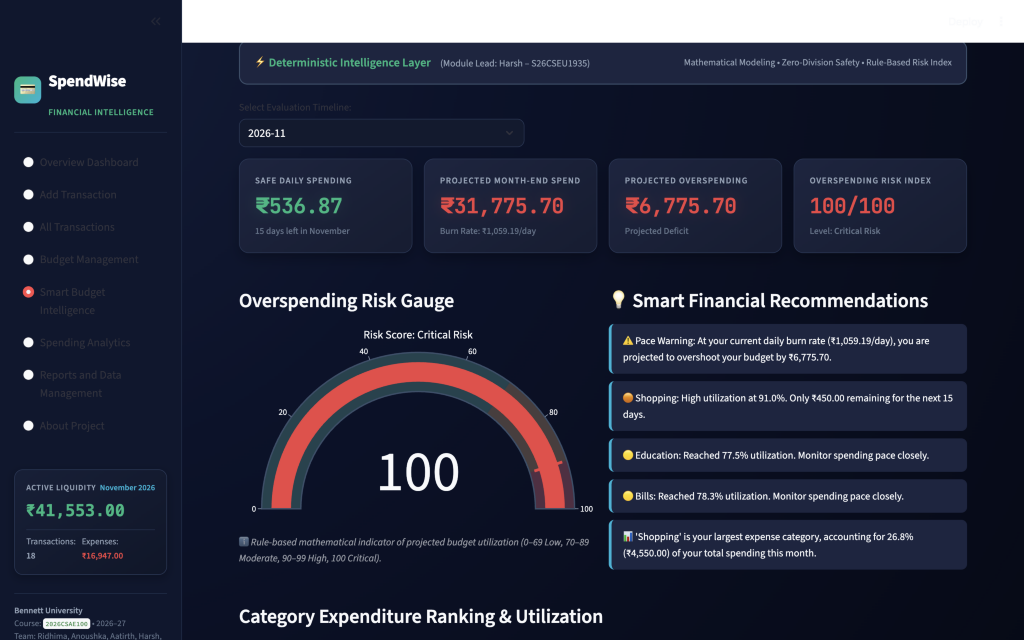 SpendWise
FINANCIAL INTELLIGENCE
Overview Dashboard
Add Transaction
All Transactions
Budget Management
Smart Budget
Intelligence
Spending Analytics
Reports and Data
Management
About Project
ACTIVE LIQUIDITY November 2026
₹41,553.00
Transactions: Expenses:
18 ₹16,947.00
Bennett University
Course: 2026CSAE100 • 2026–27
Team: Ridhima, Anoushka, Aatirth, Harsh,
⚡ Deterministic Intelligence Layer (Module Lead: Harsh – S26CSEU1935) Mathematical Modeling • Zero-Division Safety • Rule-Based Risk Index
Select Evaluation Timeline:
2026-11
SAFE DAILY SPENDING
₹536.87
15 days left in November
PROJECTED MONTH-END SPEND
₹31,775.70
Burn Rate: ₹1,059.19/day
PROJECTED OVERSPENDING
₹6,775.70
Projected Deficit
OVERSPENDING RISK INDEX
100/100
Level: Critical Risk
Overspending Risk Gauge
Risk Score: Critical Risk
0
20
40
60
80
100
100
Rule-based mathematical indicator of projected budget utilization (0–69 Low, 70–89
Moderate, 90–99 High, 100 Critical).
💡 Smart Financial Recommendations
⚠️ Pace Warning: At your current daily burn rate (₹1,059.19/day), you are
projected to overshoot your budget by ₹6,775.70.
🟠 Shopping: High utilization at 91.0%. Only ₹450.00 remaining for the next 15
days.
🟡 Education: Reached 77.5% utilization. Monitor spending pace closely.
🟡 Bills: Reached 78.3% utilization. Monitor spending pace closely.
📊 'Shopping' is your largest expense category, accounting for 26.8%
(₹4,550.00) of your total spending this month.
Category Expenditure Ranking & Utilization